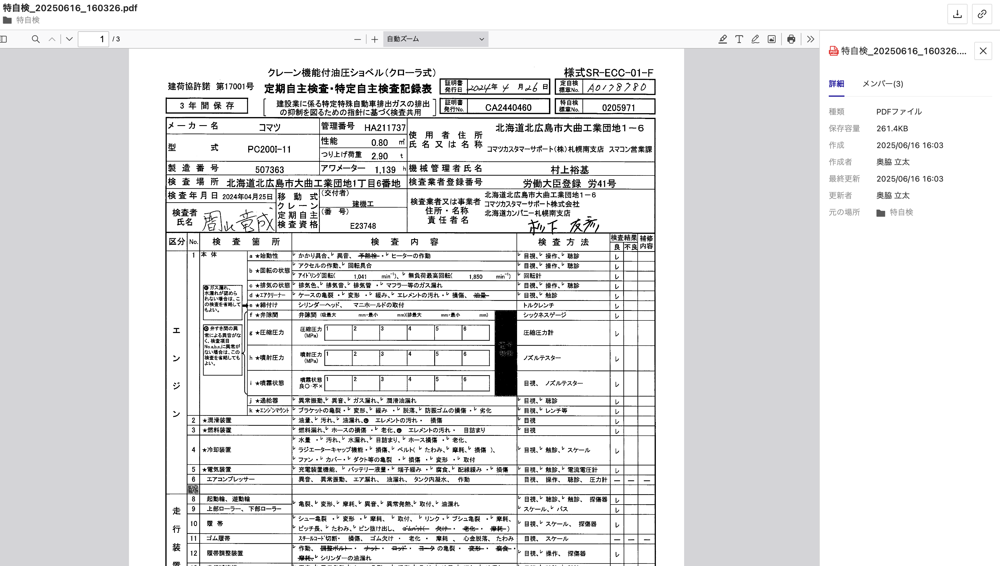 特自検_20250616_160326.pdf
特自検
1 / 3
自動ズーム
クレーン機能付油圧ショベル(クローラ式)
様式SR-ECC-01-F
建荷協許諾 第17001号
定期自主検査・特定自主検査記録表
証明書発行日 2024年 4 月 26 日
定自検標章No. A0178780
3年間保存
建設業に係る特定特殊自動車排出ガスの排出
の抑制を図るための指針に基づく検査共用
証明書発行No. CA2440460
特自検標章No. 0205971
メーカー名 コマツ
管理番号 HA211737
使用者住所
氏名又は名称
北海道北広島市大曲工業団地1-6
コマツカスタマーサポート(株)札幌南支店 スマコン営業課
型式 PC200I-11
性能 0.80 ㎥
つり上げ荷重 2.90 t
製造番号 507363
アワメーター 1,139 h
機械管理者氏名 村上裕基
検査場所 北海道北広島市大曲工業団地1丁目6番地
検査業者登録番号 労働大臣登録 労41号
検査年月日 2024年04月25日
移動式クレーン定期自主検査資格
(交付者)
建機工
(番 号)
E23748
検査業者又は事業者
住所・名称
責任者名
北海道北広島市大曲工業団地1-6
コマツカスタマーサポート株式会社
北海道カンパニー札幌南支店
松下 友彦
検査者氏名
区分 No. 検査箇所 検査内容 検査方法 検査結果 良 不良 補修内容
エンジン
1 本体
a ★始動性 レ かかり具合、レ 異音、 予熱栓・レ ヒーターの作動 レ 目視、レ 操作、レ 聴診 レ
b ★回転の状態 レ アクセルの作動、レ 回転具合 レ 目視、レ 操作、レ 聴診 レ
レ アイドリング回転( 1,041 min⁻¹)、レ 無負荷最高回転( 1,850 min⁻¹) レ 回転計 レ
c ★排気の状態 レ 排気色、レ 排気音、レ 排気管 ・レ マフラー等のガス漏れ レ 目視、レ 操作、レ 聴診 レ
d ★エアクリーナー レ ケースの亀裂 ・レ 変形 ・レ 緩み、レ エレメントの汚れ・レ 損傷、 油量 レ 目視、レ 触診 レ
ガス漏れ、
水漏れが認めら
れない場合は、こ
の検査を省略して
もよい。
e ★締付け シリンダーヘッド、 マニホールドの取付 トルクレンチ レ
f ★弁隙間 弁隙間 (吸最大 mm・最小 mm)(排最大 mm・最小 mm) シックネスゲージ レ
弁すき間の異
常による異音がな
く、検査項目
No.a,b,c,に異常が
ない場合は、この
検査を省略しても
よい。
g ★圧縮圧力 圧縮圧力 (MPa) 1 2 3 4 5 6 圧縮圧力計 レ
h ★噴射圧力 噴射圧力 (MPa) 1 2 3 4 5 6 ノズルテスター レ
i ★噴霧状態 噴霧状態 良〇・不× 1 2 3 4 5 6 目視、 ノズルテスター レ
j ★過給器 レ 異常振動、レ 異音、レ ガス漏れ、レ 潤滑油漏れ レ 目視、レ 聴診 レ
k ★エンジンマウント レ ブラケットの亀裂・レ 変形、レ 緩み ・レ 脱落、レ 防振ゴムの損傷・レ 劣化 レ 目視、レ レンチ等 レ
2 ★潤滑装置 レ 油量、レ 汚れ、レ 油漏れ、 エレメントの汚れ・ 損傷 レ 目視 レ
3 ★燃料装置 レ 燃料漏れ、レ ホースの損傷 ・レ 老化、 エレメントの汚れ・ 目詰まり レ 目視 レ
4 ★冷却装置 レ 水量 ・レ 汚れ、レ 水漏れ、レ 目詰まり、レ ホース損傷 ・レ 老化、
レ ラジエーターキャップ機能・レ 損傷、レ ベルト( レ たわみ、レ 摩耗、レ 損傷 )、 レ 目視、レ 触診、レ スケール レ
レ ファン・レ カバー・レ ダクト等の亀裂 ・レ 損傷 ・レ 変形 ・レ 取付
5 ★電気装置 レ 充電装置機能、レ バッテリー液量・レ 端子緩み ・レ 腐食、レ 配線緩み ・レ 損傷 レ 目視、レ 触診、レ 電流電圧計 レ
6 エアコンプレッサー 異音、 異常振動、 エア漏れ、 油漏れ、 タンク内凝水、 作動 目視、 操作、 聴診、 圧力計 — — —
7
走行装置
8 起動輪、遊動輪 レ 亀裂、レ 変形、レ 摩耗、レ 異音、レ 異常発熱、レ 取付、レ 油漏れ レ 目視、レ 聴診、レ 触診、 探傷器 レ
9 上部ローラー、下部ローラー レ スケール、レ パス レ
10 履帯 レ シュー亀裂 ・レ 変形 ・レ 摩耗、レ 取付、レ リンク・レ ブシュ亀裂 ・レ 摩耗、
レ ピッチ長、レ たわみ、レ ピン抜け出し、 ゴムパット( 欠け・ 老化・ 摩耗 ) レ 目視、レ スケール、 探傷器 レ
11 ゴム履帯 スチールコード切断・ 損傷、 ゴム欠け ・ 老化 ・ 摩耗 、 心金脱落、 たわみ 目視、 スケール — — —
12 履帯調整装置 レ 作動、 調整ボルト・ ナット・ ロッド・ ヨークの亀裂・ 変形・ 腐食・
摩耗、レ シリンダーの油漏れ レ 目視、レ 操作、 探傷器 レ
特自検_20250616_160326....
詳細 メンバー(3)
種類 PDFファイル
保存容量 261.4KB
作成 2025/06/16 16:03
作成者 奥脇 立太
最終更新 2025/06/16 16:03
更新者 奥脇 立太
元の場所 特自検